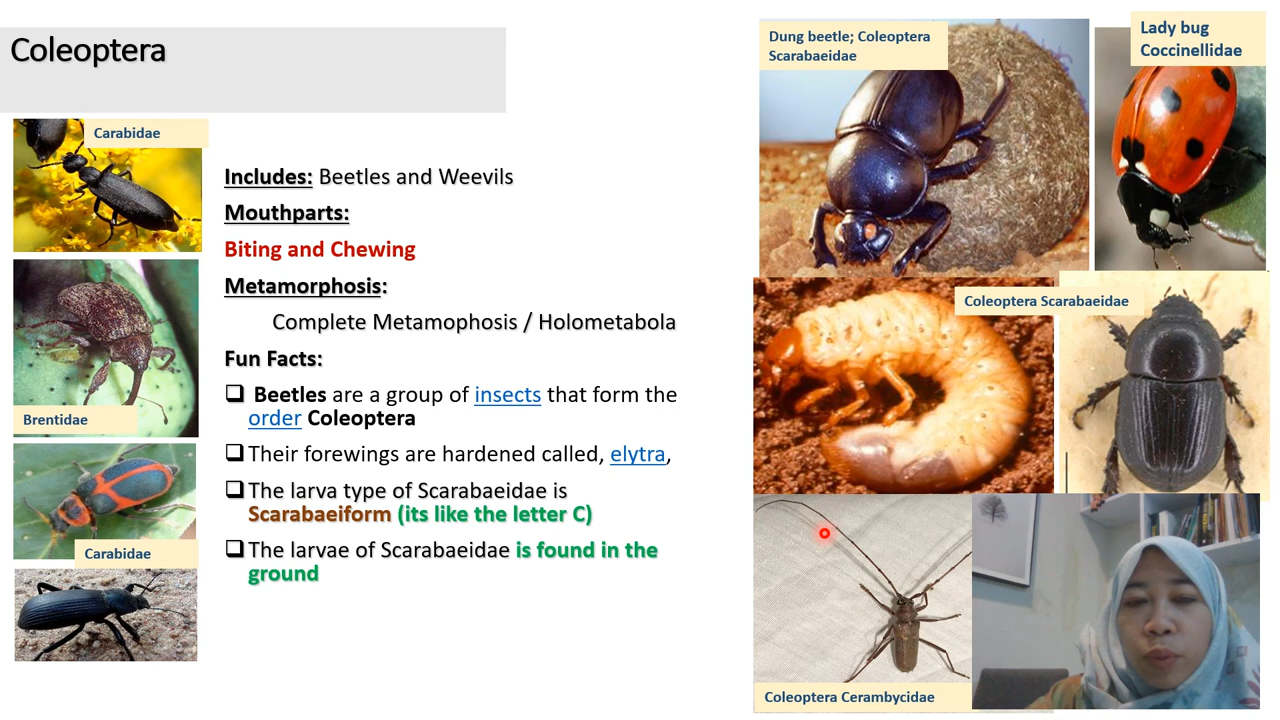 Coleoptera
Carabidae
Brentidae
Carabidae
Includes: Beetles and Weevils
Mouthparts:
Biting and Chewing
Metamorphosis:
Complete Metamophosis / Holometabola
Fun Facts:
Beetles are a group of insects that form the
order Coleoptera
Their forewings are hardened called, elytra,
The larva type of Scarabaeidae is
Scarabaeiform (its like the letter C)
The larvae of Scarabaeidae is found in the
ground
Dung beetle; Coleoptera
Scarabaeidae
Lady bug
Coccinellidae
Coleoptera Scarabaeidae
Coleoptera Cerambycidae